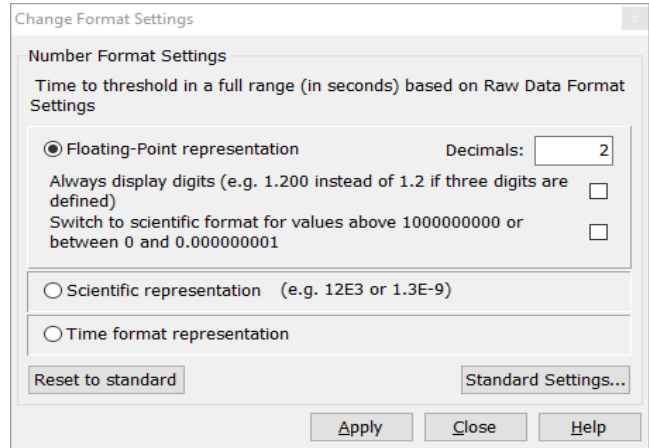 Change Format Settings
Number Format Settings
Time to threshold in a full range (in seconds) based on Raw Data Format
Settings
Floating-Point representation Decimals: 2
Always display digits (e.g. 1.200 instead of 1.2 if three digits are
defined)
Switch to scientific format for values above 1000000000 or
between 0 and 0.000000001
Scientific representation (e.g. 12E3 or 1.3E-9)
Time format representation
Reset to standard Standard Settings...
Apply Close Help